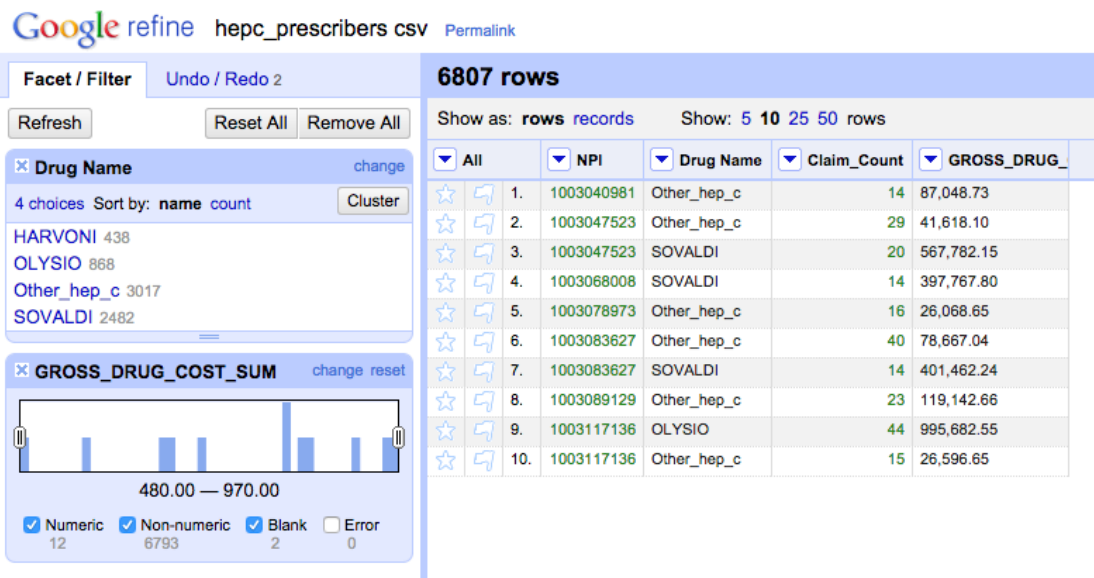 Google refine hepc_prescribers csv Permalink
Facet / Filter Undo / Redo 2
Refresh Reset All Remove All
Drug Name change
4 choices Sort by: name count Cluster
HARVONI 438
OLYSIO 868
Other_hep_c 3017
SOVALDI 2482
GROSS_DRUG_COST_SUM change reset
480.00 — 970.00
Numeric Non-numeric Blank Error
12 6793 2 0
6807 rows
Show as: rows records Show: 5 10 25 50 rows
All NPI Drug Name Claim_Count GROSS_DRUG_
1. 1003040981 Other_hep_c 14 87,048.73
2. 1003047523 Other_hep_c 29 41,618.10
3. 1003047523 SOVALDI 20 567,782.15
4. 1003068008 SOVALDI 14 397,767.80
5. 1003078973 Other_hep_c 16 26,068.65
6. 1003083627 Other_hep_c 40 78,667.04
7. 1003083627 SOVALDI 14 401,462.24
8. 1003089129 Other_hep_c 23 119,142.66
9. 1003117136 OLYSIO 44 995,682.55
10. 1003117136 Other_hep_c 15 26,596.65